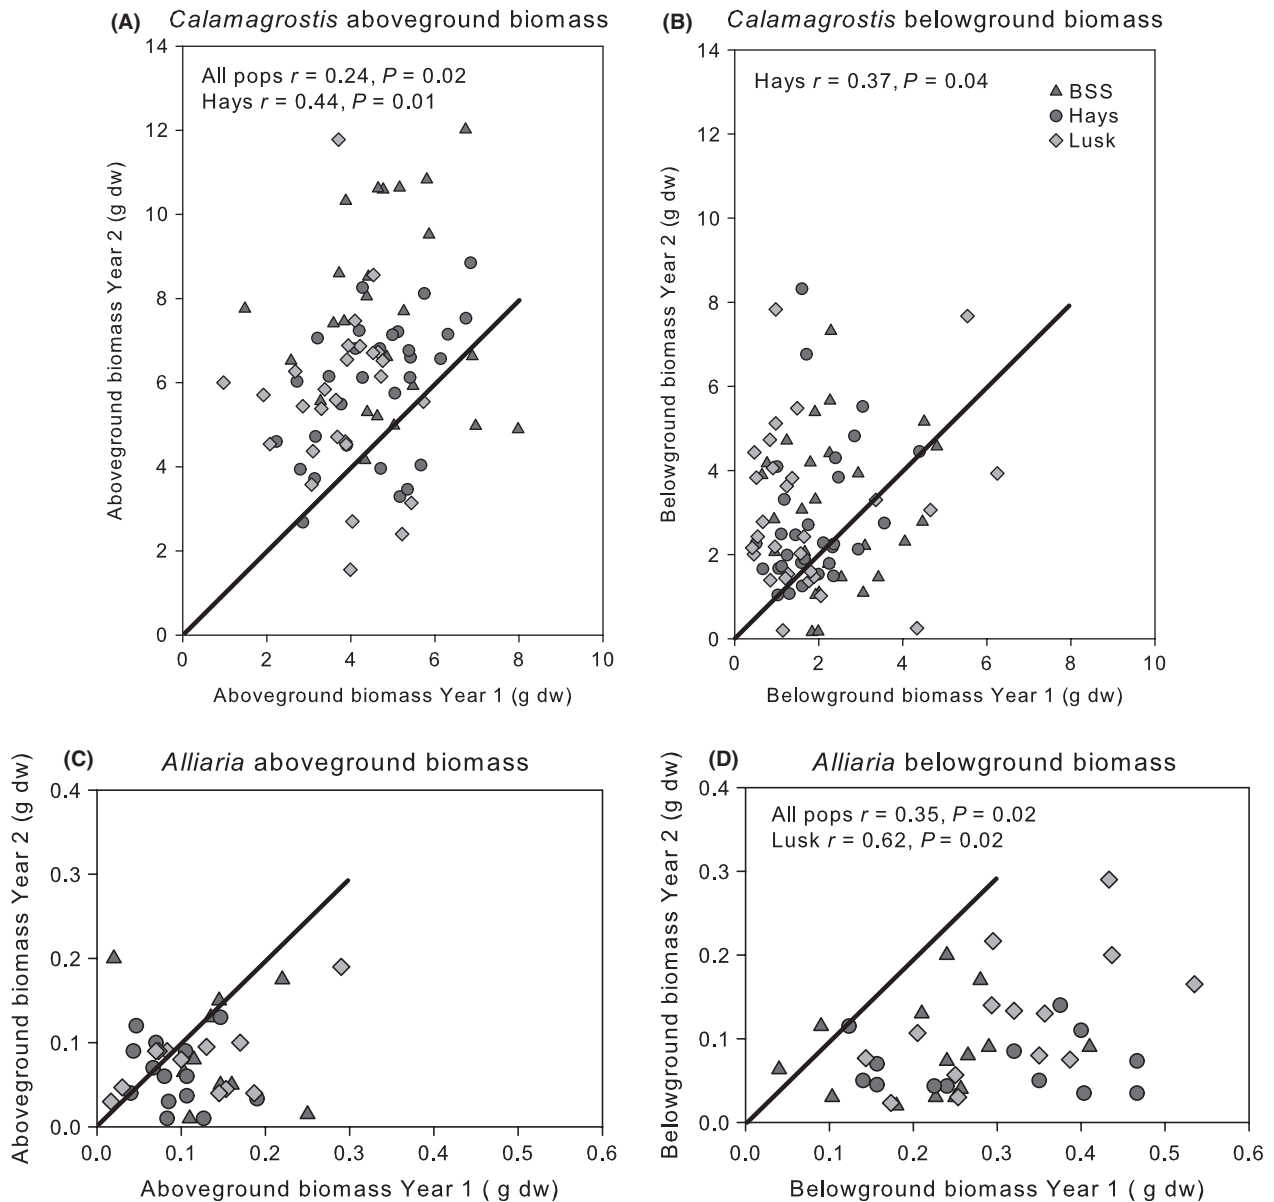 (A) Calamagrostis aboveground biomass
All pops r = 0.24, P = 0.02
Hays r = 0.44, P = 0.01
Aboveground biomass Year 2 (g dw)
14
12
10
8
6
4
2
0
0 2 4 6 8 10
Aboveground biomass Year 1 (g dw)
(B) Calamagrostis belowground biomass
Hays r = 0.37, P = 0.04
BSS
Hays
Lusk
Belowground biomass Year 2 (g dw)
14
12
10
8
6
4
2
0
0 2 4 6 8 10
Belowground biomass Year 1 (g dw)
(C) Alliaria aboveground biomass
Aboveground biomass Year 2 (g dw)
0.4
0.3
0.2
0.1
0.0
0.0 0.1 0.2 0.3 0.4 0.5 0.6
Aboveground biomass Year 1 ( g dw)
(D) Alliaria belowground biomass
All pops r = 0.35, P = 0.02
Lusk r = 0.62, P = 0.02
Belowground biomass Year 2 (g dw)
0.4
0.3
0.2
0.1
0.0
0.0 0.1 0.2 0.3 0.4 0.5 0.6
Belowground biomass Year 1 ( g dw)